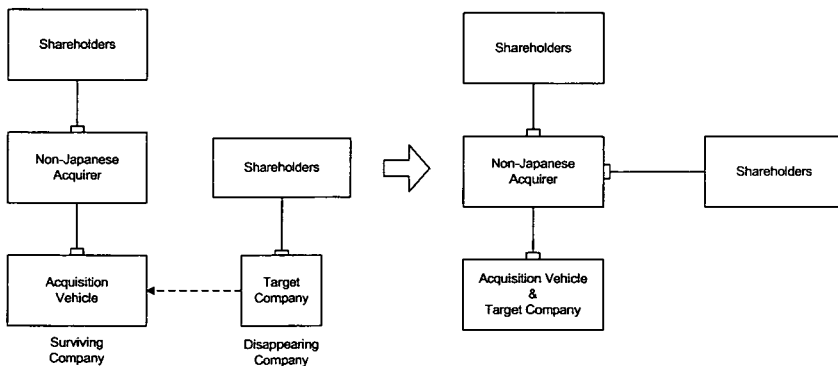 Shareholders
Non-Japanese
Acquirer
Shareholders
Acquisition
Vehicle
Target
Company
Surviving
Company
Disappearing
Company
Shareholders
Non-Japanese
Acquirer
Shareholders
Acquisition Vehicle
&
Target Company